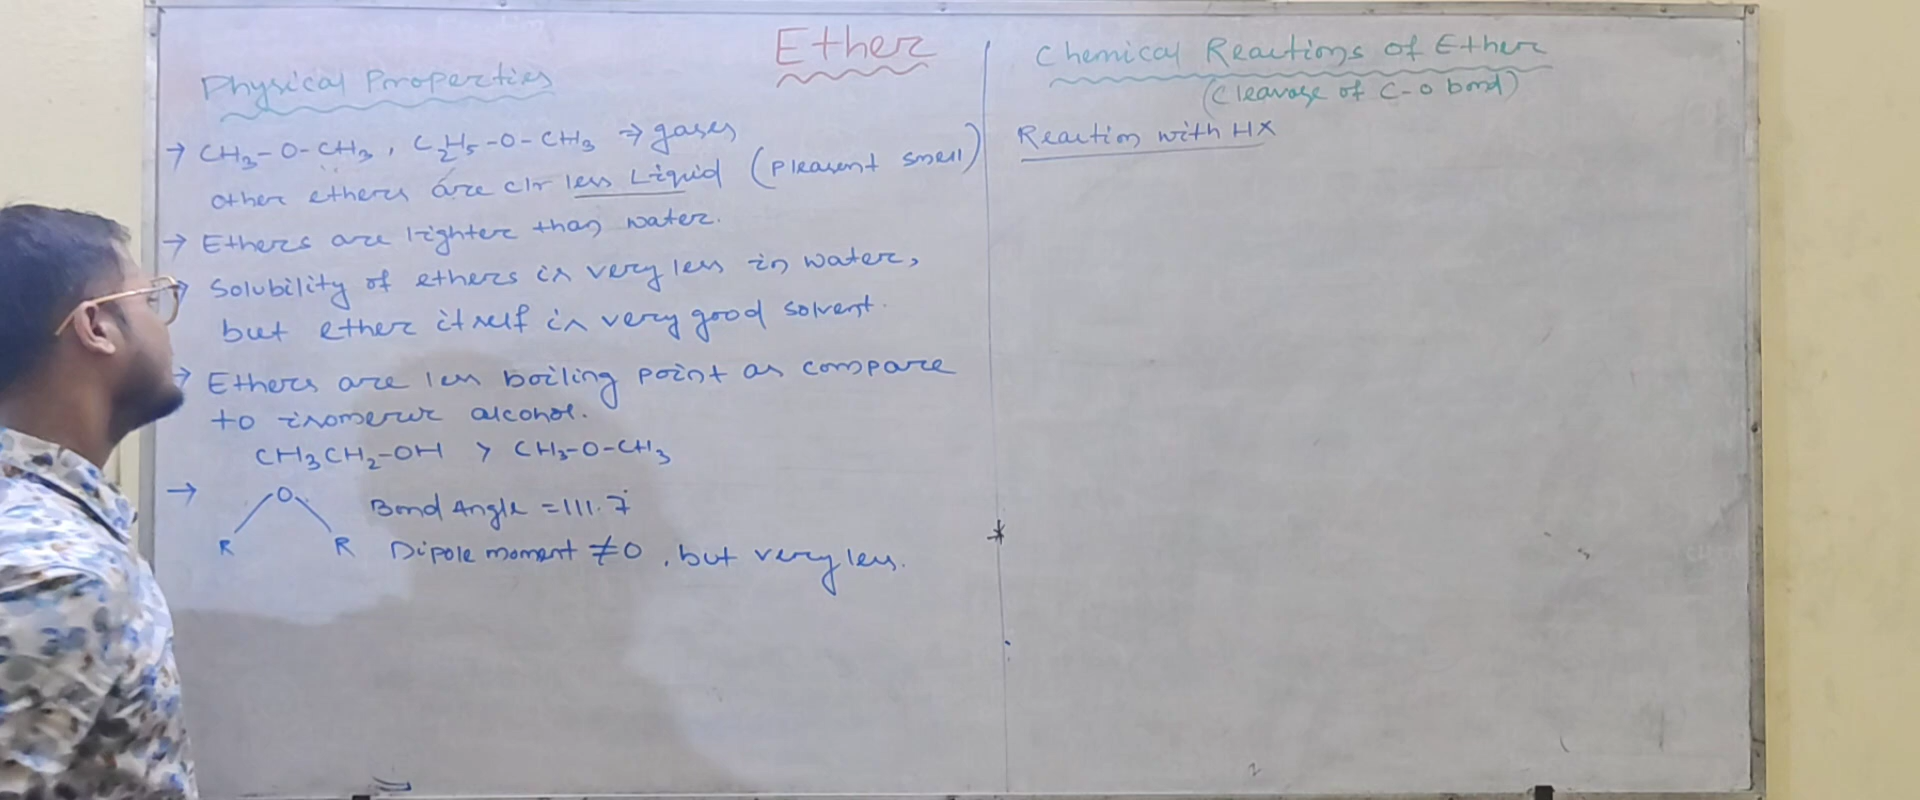 Ether
Physical Properties
→ CH3-O-CH3, C2H5-O-CH3 ⇒ gases
other ethers are clr less Liquid (Pleasent smell)
→ Ethers are lighter than water.
→ Solubility of ethers is very less in water,
but ether itself is very good solvent.
→ Ethers are less boiling point as compare
to isomeric alcohol.
CH3CH2-OH > CH3-O-CH3
→ R O R Bond Angle = 111.7°
Dipole moment ≠ 0, but very less.
Chemical Reactions of Ether
(Cleavage of C-O bond)
Reaction with HX
*